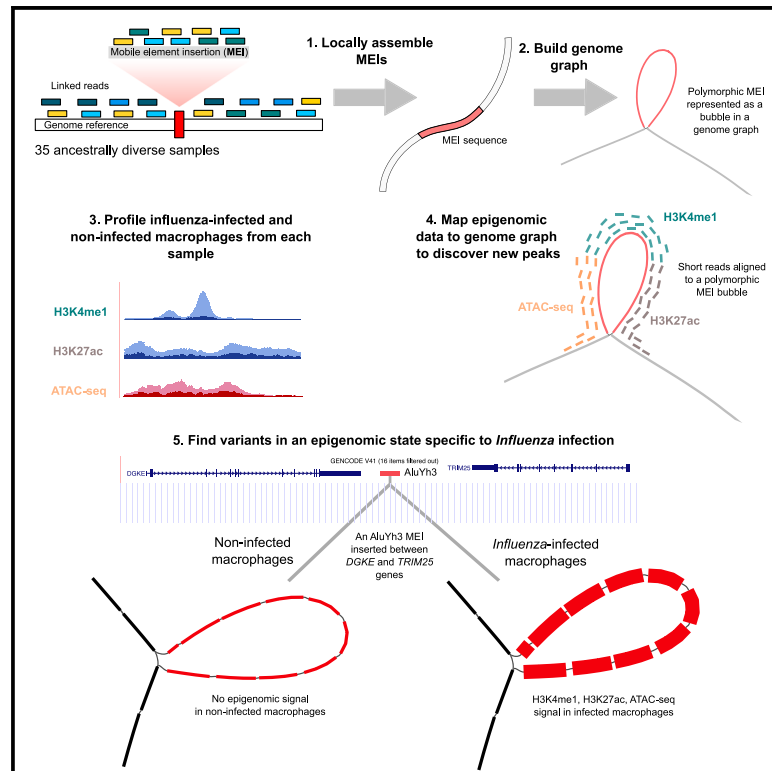 Mobile element insertion (MEI)
Linked reads
Genome reference
35 ancestrally diverse samples
1. Locally assemble
MEIs
MEI sequence
2. Build genome
graph
Polymorphic MEI
represented as a
bubble in a
genome graph
3. Profile influenza-infected and
non-infected macrophages from each
sample
H3K4me1
H3K27ac
ATAC-seq
4. Map epigenomic
data to genome graph
to discover new peaks
H3K4me1
Short reads aligned
to a polymorphic
MEI bubble
ATAC-seq
H3K27ac
5. Find variants in an epigenomic state specific to Influenza infection
GENCODE V41 (16 items filtered out)
DGKE
AluYh3
TRIM25
Non-infected
macrophages
An AluYh3 MEI
inserted between
DGKE and TRIM25
genes
Influenza-infected
macrophages
No epigenomic signal
in non-infected macrophages
H3K4me1, H3K27ac, ATAC-seq
signal in infected macrophages